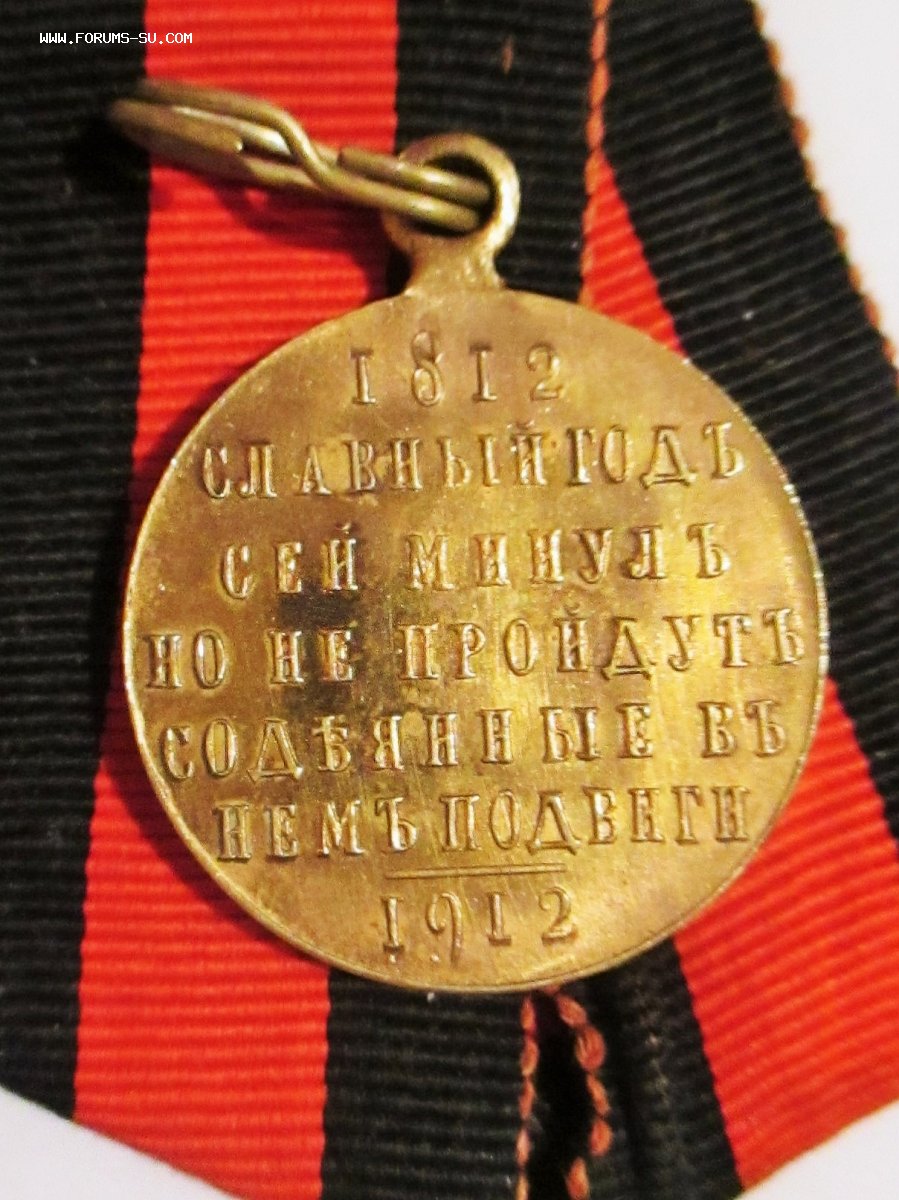 WWW.FORUMS-SU.COM
1812
СЛАВНЫЙ ГОДЪ
СЕЙ МИНУЛЪ
НО НЕ ПРОЙДУТЪ
СОДѢЯННЫЕ ВЪ
НЕМЪ ПОДВИГИ
1912